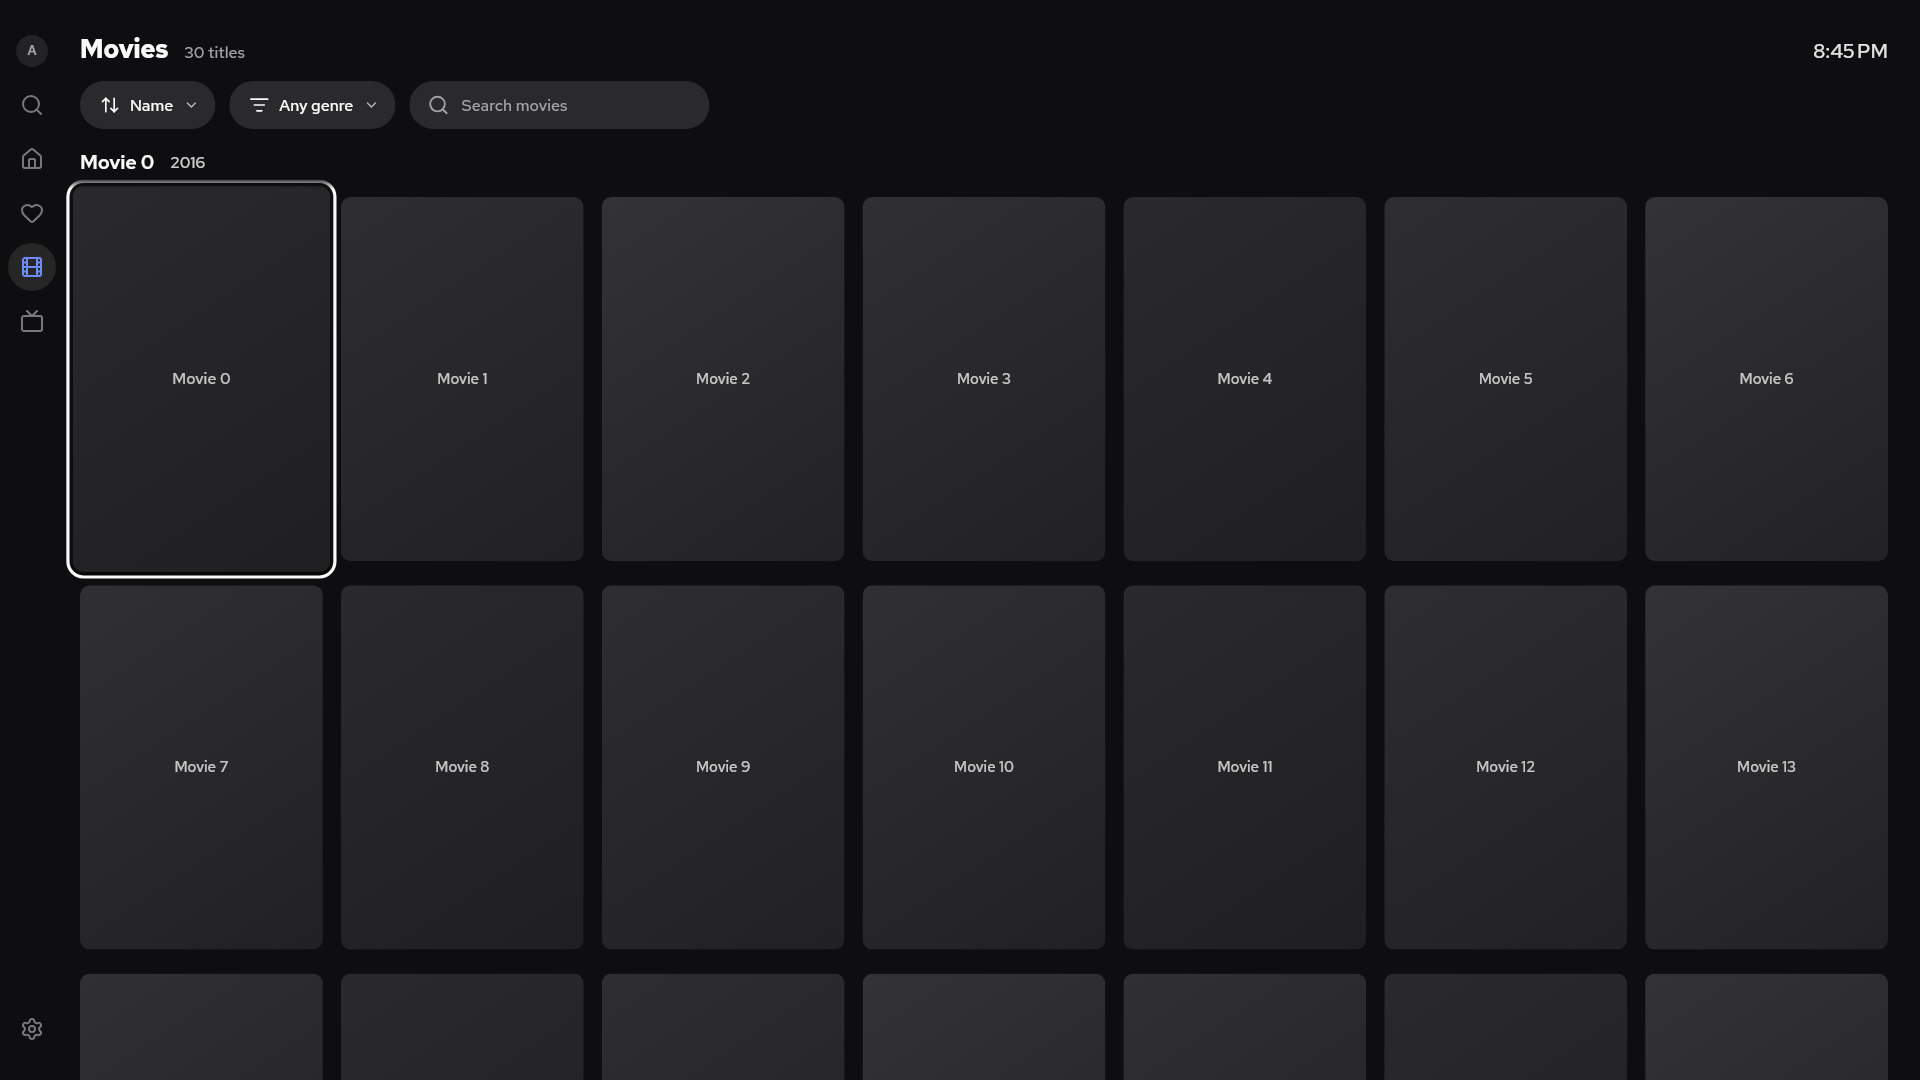 A
Movies 30 titles
8:45 PM
Name
Any genre
Search movies
Movie 0 2016
Movie 0
Movie 1
Movie 2
Movie 3
Movie 4
Movie 5
Movie 6
Movie 7
Movie 8
Movie 9
Movie 10
Movie 11
Movie 12
Movie 13